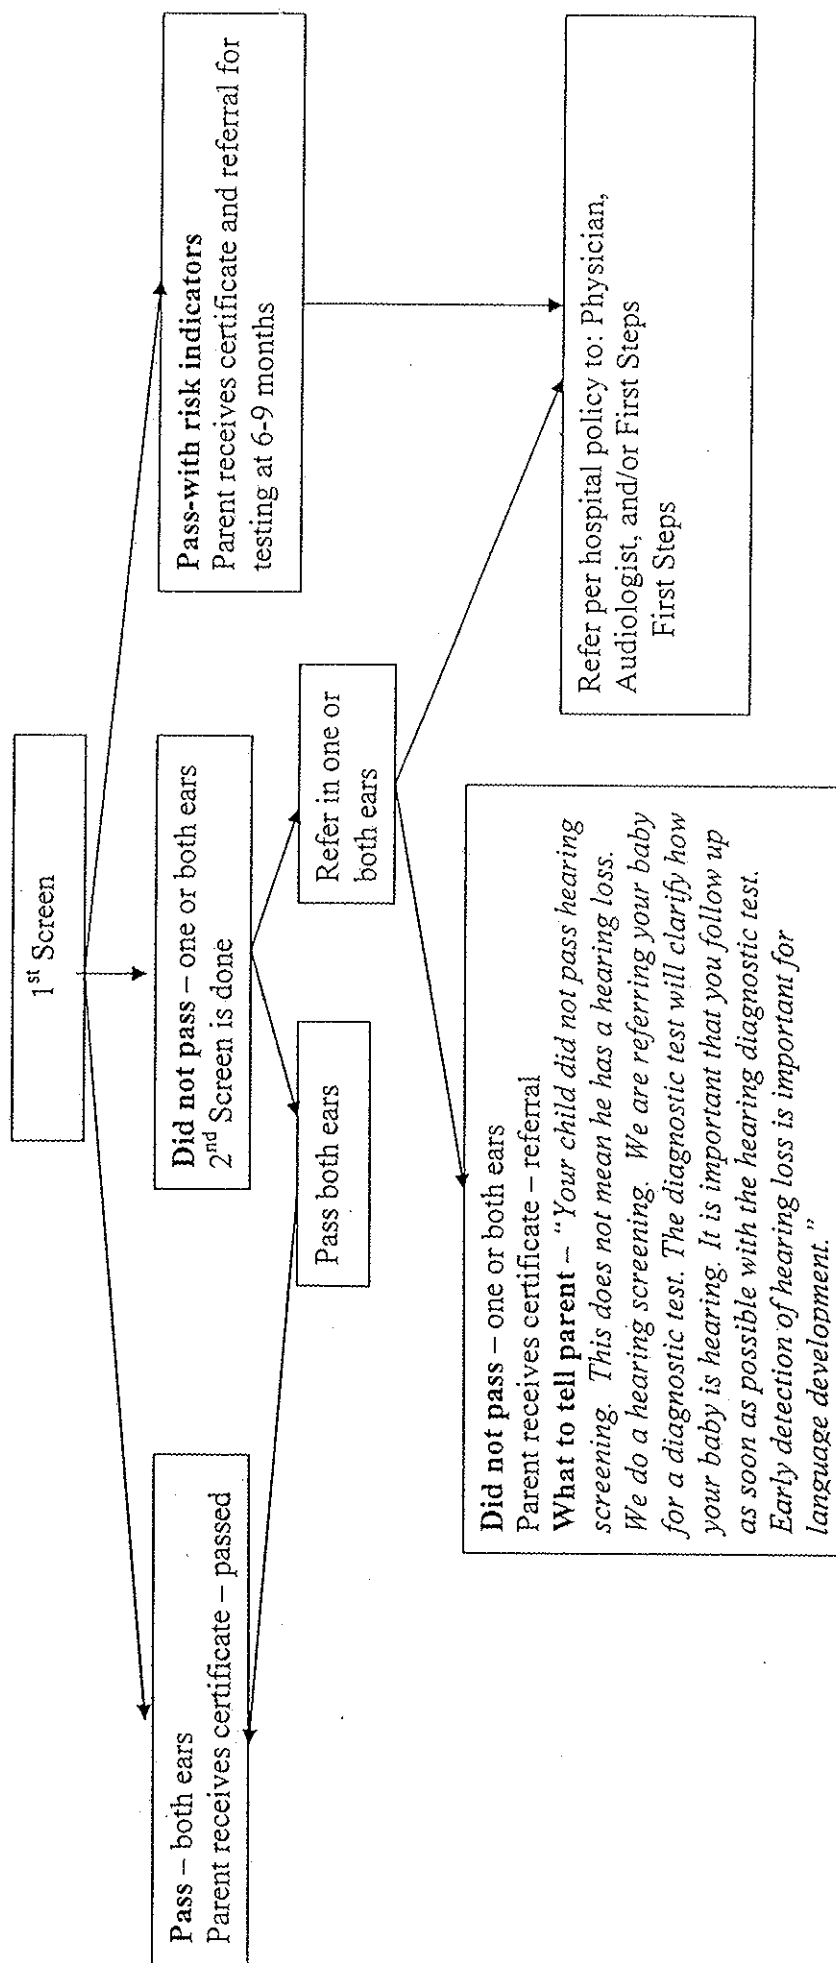 1st Screen
Pass – both ears
Parent receives certificate – passed
Did not pass – one or both ears
2nd Screen is done
Pass-with risk indicators
Parent receives certificate and referral for
testing at 6-9 months
Pass both ears
Refer in one or
both ears
Did not pass – one or both ears
Parent receives certificate – referral
What to tell parent – “Your child did not pass hearing
screening. This does not mean he has a hearing loss.
We do a hearing screening. We are referring your baby
for a diagnostic test. The diagnostic test will clarify how
your baby is hearing. It is important that you follow up
as soon as possible with the hearing diagnostic test.
Early detection of hearing loss is important for
language development.”
Refer per hospital policy to: Physician,
Audiologist, and/or First Steps
First Steps